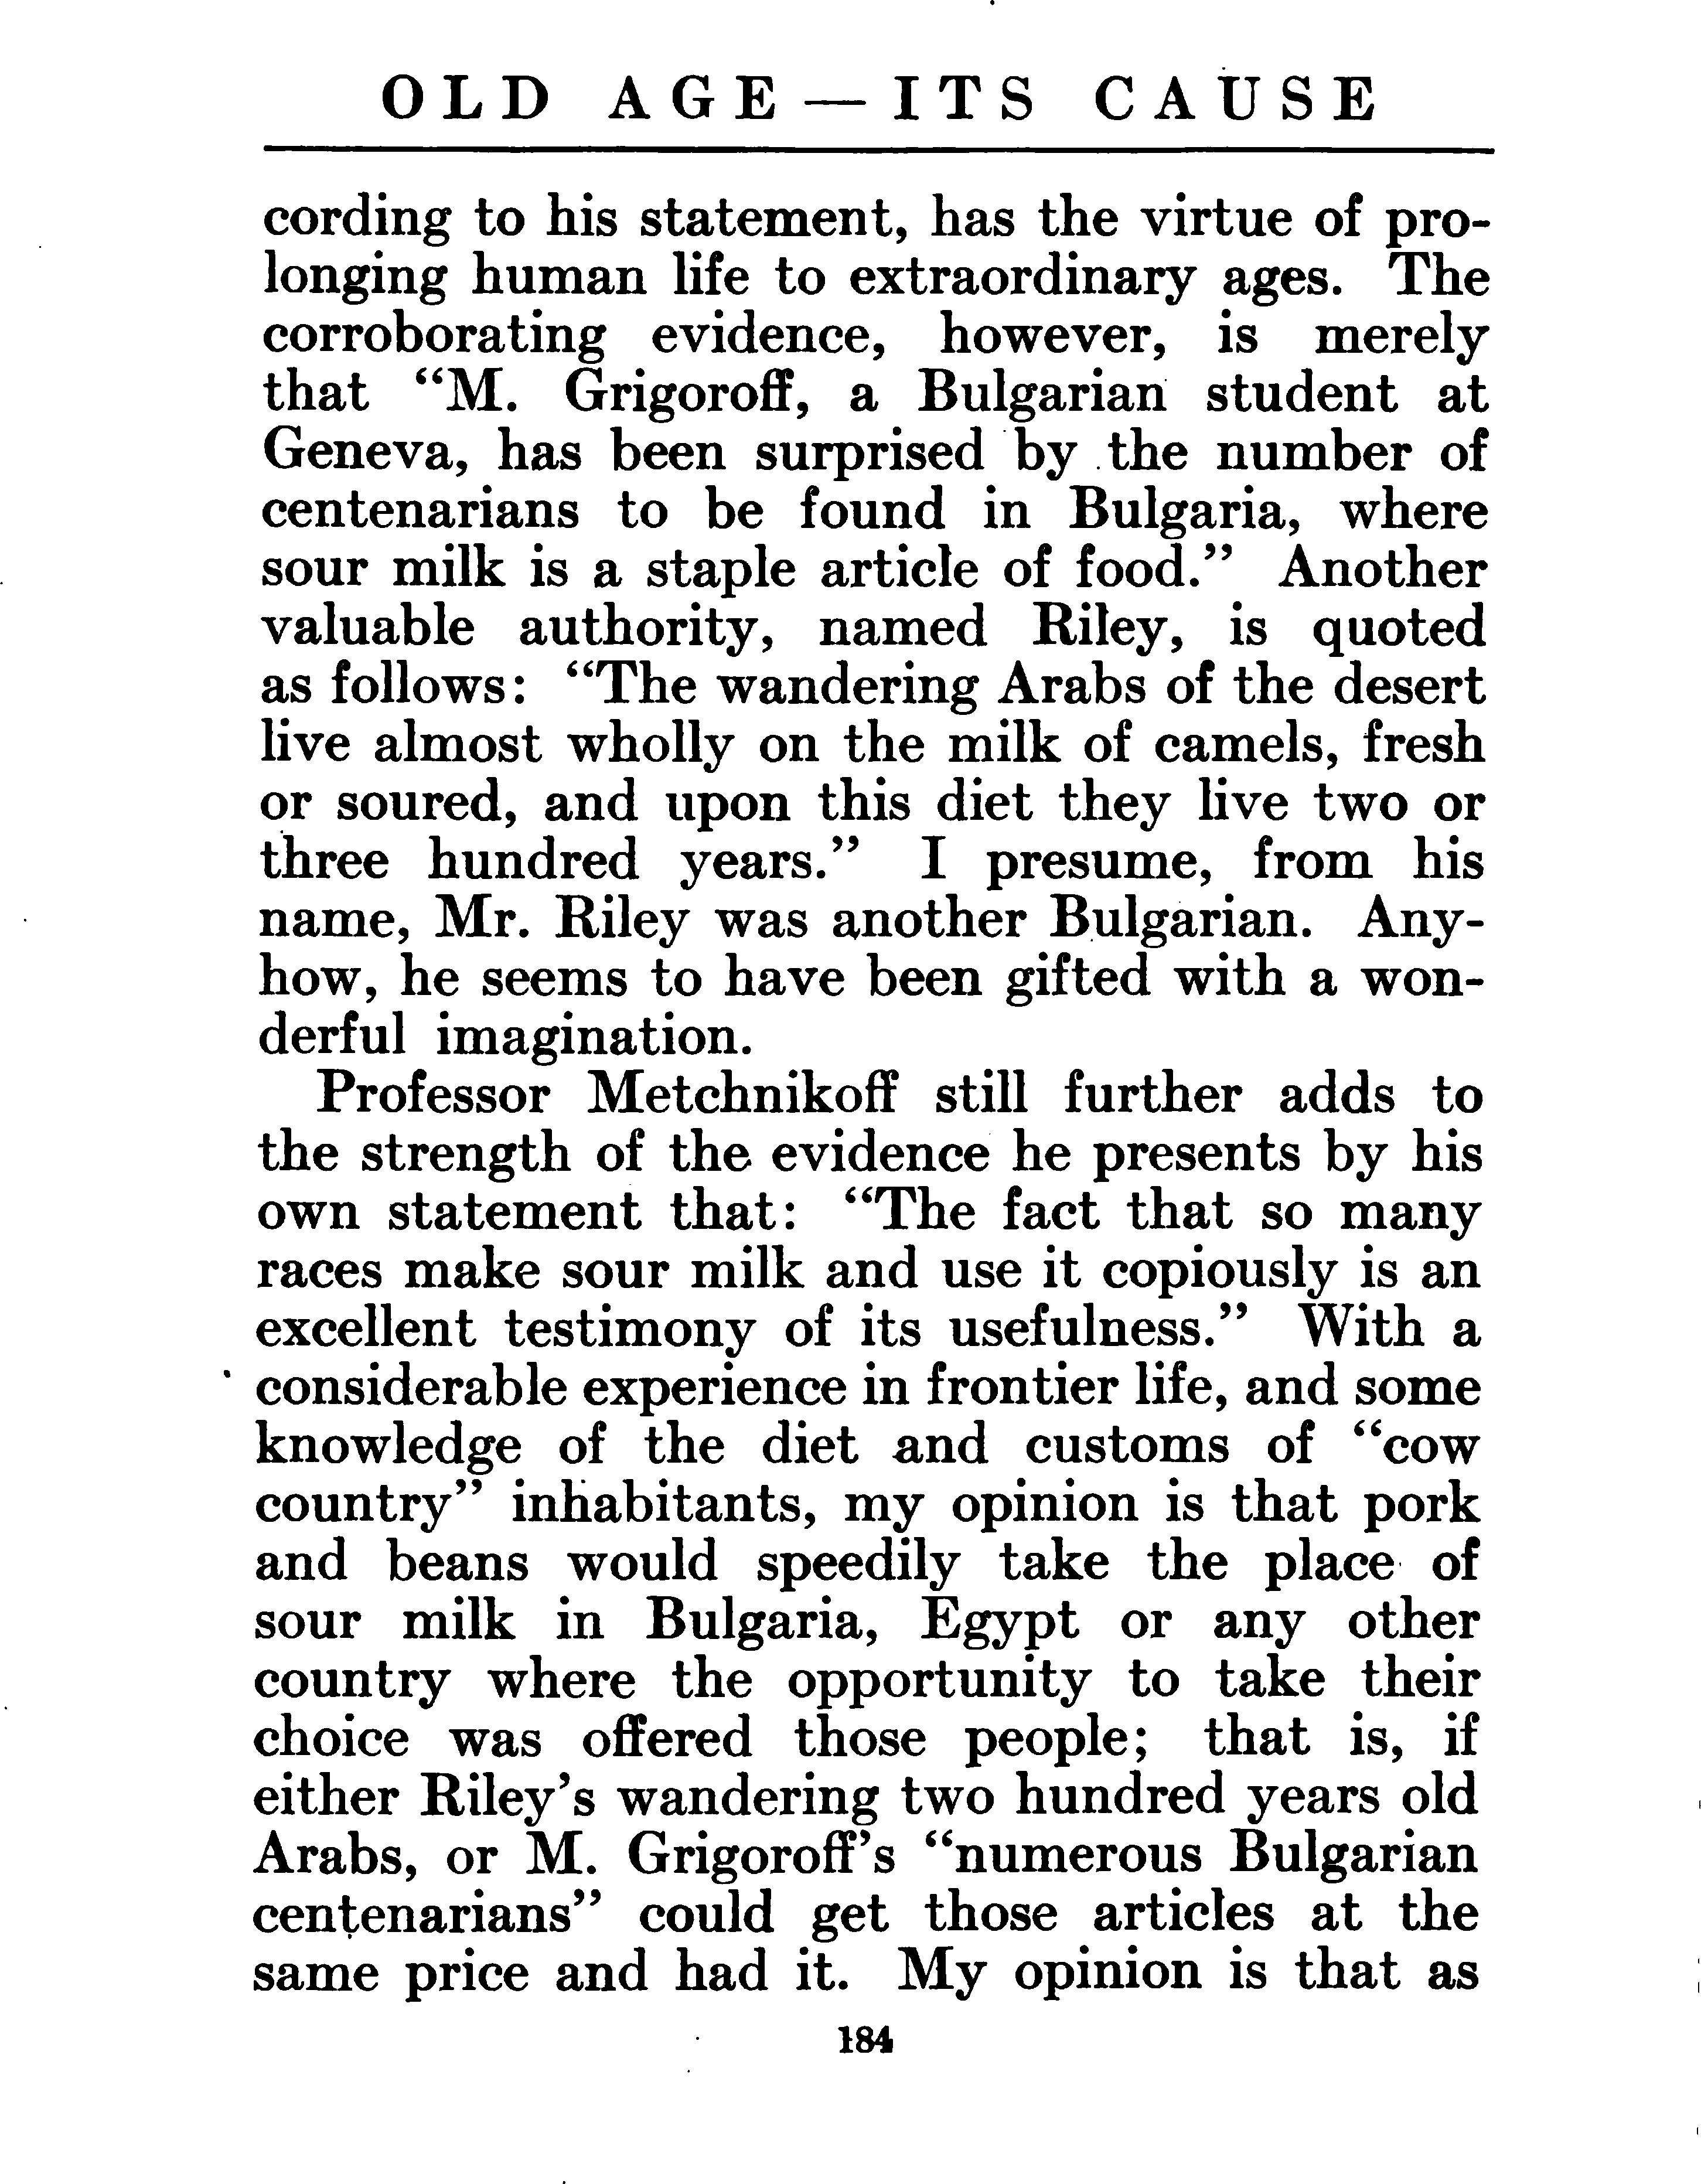 OLD AGE—ITS CAUSE
cording to his statement, has the virtue of pro-
longing human life to extraordinary ages. The
corroborating evidence, however, is merely
that “M. Grigoroff, a Bulgarian student at
Geneva, has been surprised by the number of
centenarians to be found in Bulgaria, where
sour milk is a staple article of food.” Another
valuable authority, named Riley, is quoted
as follows: “The wandering Arabs of the desert
live almost wholly on the milk of camels, fresh
or soured, and upon this diet they live two or
three hundred years.” I presume, from his
name, Mr. Riley was another Bulgarian. Any-
how, he seems to have been gifted with a won-
derful imagination.
Professor Metchnikoff still further adds to
the strength of the evidence he presents by his
own statement that: “The fact that so many
races make sour milk and use it copiously is an
excellent testimony of its usefulness.” With a
considerable experience in frontier life, and some
knowledge of the diet and customs of “cow
country” inhabitants, my opinion is that pork
and beans would speedily take the place of
sour milk in Bulgaria, Egypt or any other
country where the opportunity to take their
choice was offered those people; that is, if
either Riley’s wandering two hundred years old
Arabs, or M. Grigoroff’s “numerous Bulgarian
centenarians” could get those articles at the
same price and had it. My opinion is that as
184